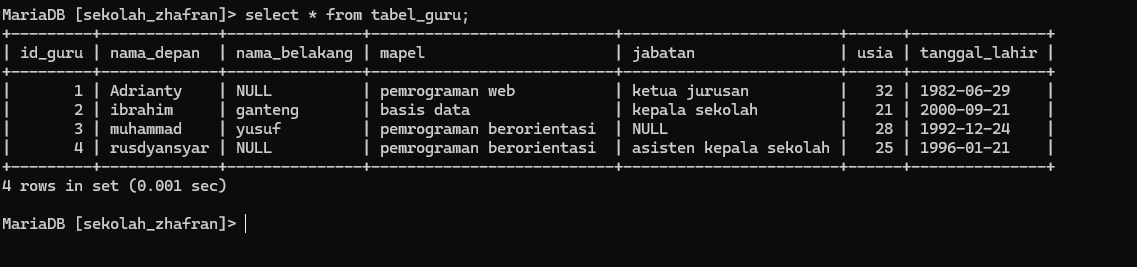 MariaDB [sekolah_zhafran]> select * from tabel_guru;
+---------+-------------+---------------+---------------------------+------------------------+------+---------------+
| id_guru | nama_depan  | nama_belakang | mapel                     | jabatan                | usia | tanggal_lahir |
+---------+-------------+---------------+---------------------------+------------------------+------+---------------+
|       1 | Adrianty    | NULL          | pemrograman web           | ketua jurusan          |   32 | 1982-06-29    |
|       2 | ibrahim     | ganteng       | basis data                | kepala sekolah         |   21 | 2000-09-21    |
|       3 | muhammad    | yusuf         | pemrograman berorientasi  | NULL                   |   28 | 1992-12-24    |
|       4 | rusdyansyar | NULL          | pemrograman berorientasi  | asisten kepala sekolah |   25 | 1996-01-21    |
+---------+-------------+---------------+---------------------------+------------------------+------+---------------+
4 rows in set (0.001 sec)
MariaDB [sekolah_zhafran]>